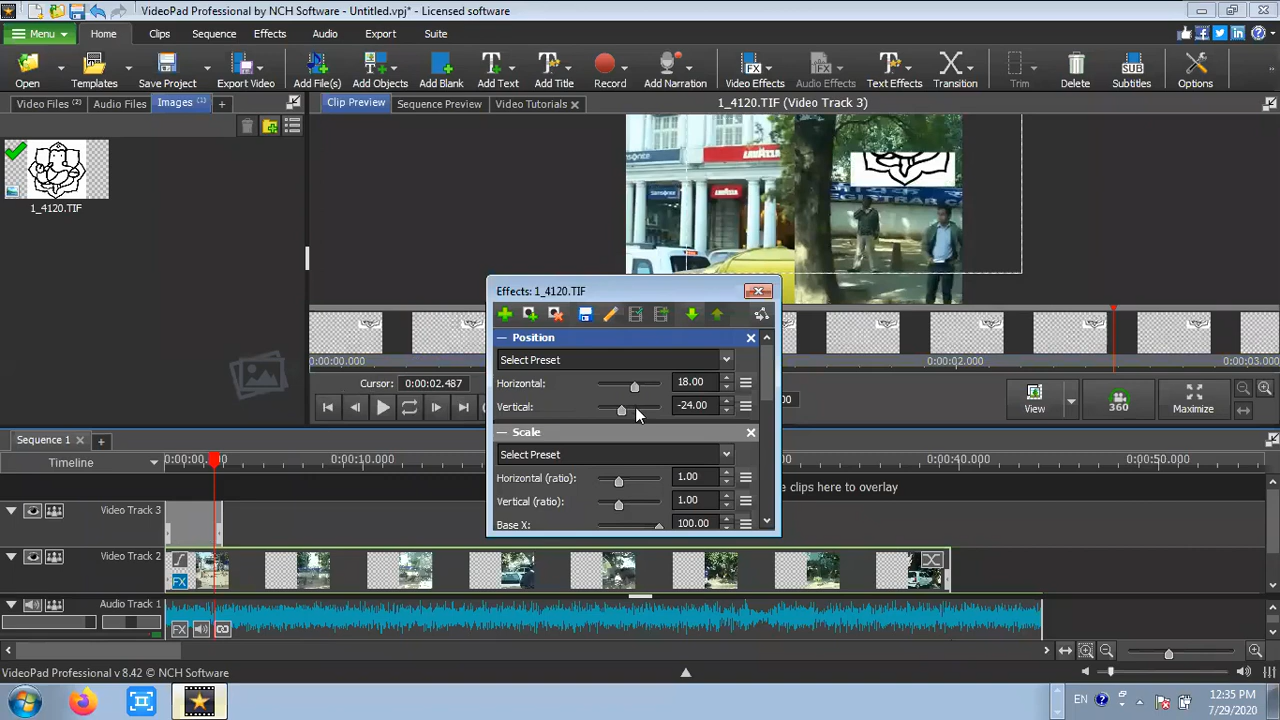 VideoPad Professional by NCH Software - Untitled.vpj* - Licensed software
Menu Home Clips Sequence Effects Audio Export Suite
Open Templates Save Project Export Video Add File(s) Add Objects Add Blank Add Text Add Title Record Add Narration Video Effects Audio Effects Text Effects Transition Trim Delete Subtitles Options
Video Files (2) Audio Files Images (1) + Clip Preview Sequence Preview Video Tutorials 1_4120.TIF (Video Track 3)
1_4120.TIF
LAVAZZA
REGISTRAR
Effects: 1_4120.TIF
Position
Select Preset
Horizontal: 18.00
Vertical: -24.00
Scale
Select Preset
Horizontal (ratio): 1.00
Vertical (ratio): 1.00
Base X: 100.00
0:00:00.000 0:00:02.000 0:00:03.000
Cursor: 0:00:02.487
View 360 Maximize
Sequence 1 +
Timeline 0:00:00.000 0:00:10.000 0:00:40.000 0:00:50.000
e clips here to overlay
Video Track 3
Video Track 2
FX
Audio Track 1
FX
VideoPad Professional v 8.42 © NCH Software
EN 12:35 PM
7/29/2020